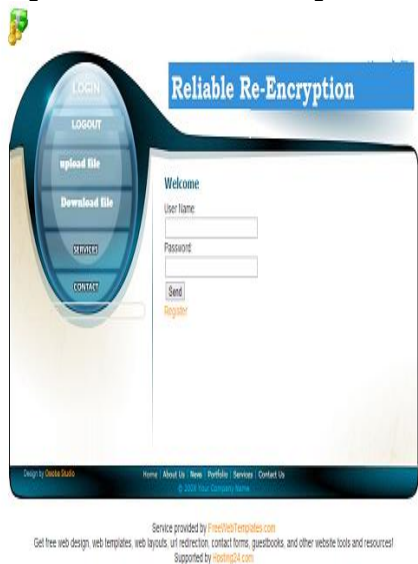 Reliable Re-Encryption
LOGIN
LOGOUT
upload file
Download file
SERVICES
CONTACT
Welcome
User Name
Password:
Send
Register
Design by
Studio
Home | About Us | News | Portfolio | Services | Contact Us
Your Company Name
Service provided by FreeWebTemplates.com
Get free web design, web templates, web layouts, url redirection, contact forms, guestbooks, and other website tools and resources!
Supported by Hosting24.com